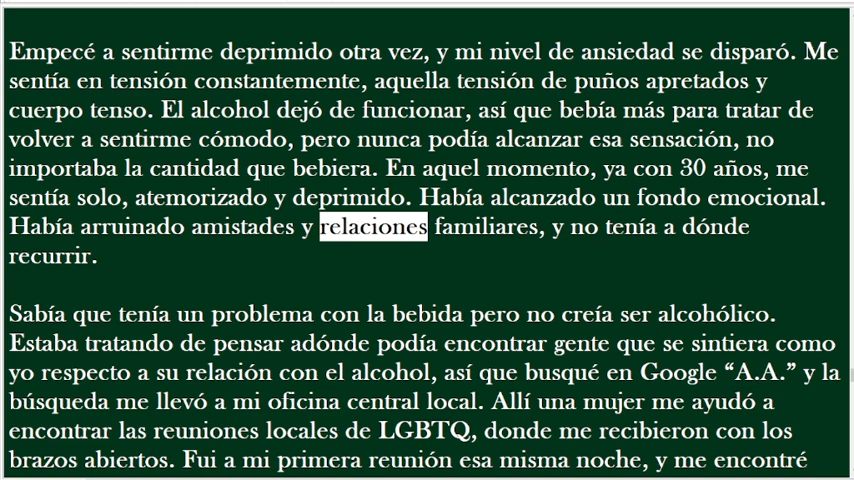 Empecé a sentirme deprimido otra vez, y mi nivel de ansiedad se disparó. Me
sentía en tensión constantemente, aquella tensión de puños apretados y
cuerpo tenso. El alcohol dejó de funcionar, así que bebía más para tratar de
volver a sentirme cómodo, pero nunca podía alcanzar esa sensación, no
importaba la cantidad que bebiera. En aquel momento, ya con 30 años, me
sentía solo, atemorizado y deprimido. Había alcanzado un fondo emocional.
Había arruinado amistades y relaciones familiares, y no tenía a dónde
recurrir.
Sabía que tenía un problema con la bebida pero no creía ser alcohólico.
Estaba tratando de pensar adónde podía encontrar gente que se sintiera como
yo respecto a su relación con el alcohol, así que busqué en Google “A.A.” y la
búsqueda me llevó a mi oficina central local. Allí una mujer me ayudó a
encontrar las reuniones locales de LGBTQ, donde me recibieron con los
brazos abiertos. Fui a mi primera reunión esa misma noche, y me encontré